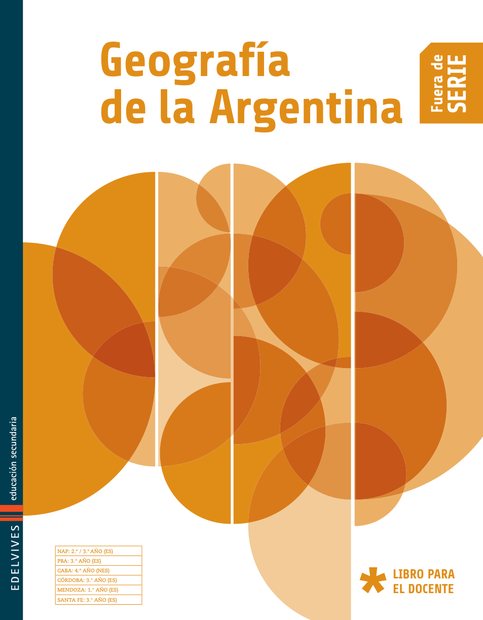 Geografía
de la Argentina
Fuera de
SERIE
educación secundaria
EDELVIVES
NAP: 2.º / 3.º AÑO (ES)
PBA: 3.º AÑO (ES)
CABA: 4.º AÑO (NES)
CÓRDOBA: 3.º AÑO (ES)
MENDOZA: 1.º AÑO (ES)
SANTA FE: 3.º AÑO (ES)
LIBRO PARA
EL DOCENTE